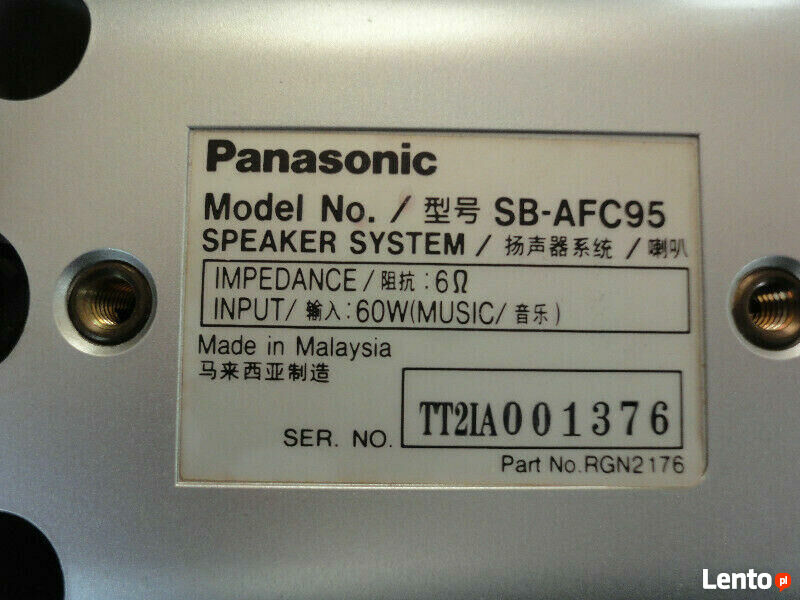 Panasonic
Model No. / 型号 SB-AFC95
SPEAKER SYSTEM / 扬声器系统 / 喇叭
IMPEDANCE / 阻抗 : 6Ω
INPUT / 输入 : 60W (MUSIC / 音乐)
Made in Malaysia
马来西亚制造
SER. NO. TT2IA001376
Part No. RGN2176
Lento pl